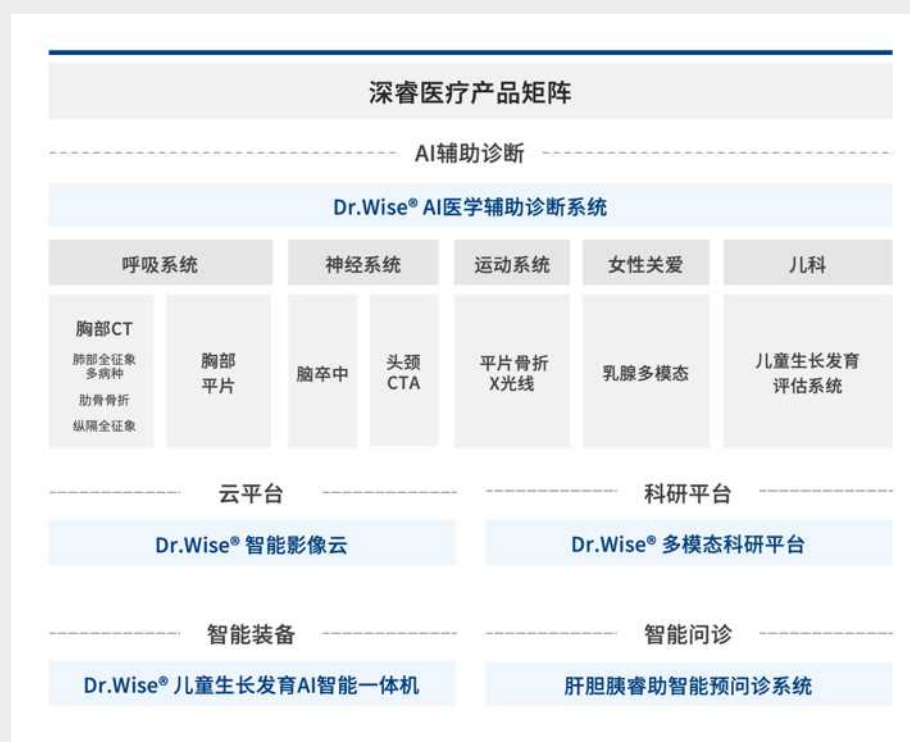 深睿医疗产品矩阵
AI辅助诊断
Dr.Wise® AI医学辅助诊断系统
呼吸系统
神经系统
运动系统
女性关爱
儿科
胸部CT
肺部全征象
多病种
肋骨骨折
纵隔全征象
胸部
平片
脑卒中
头颈
CTA
平片骨折
X光线
乳腺多模态
儿童生长发育
评估系统
云平台
科研平台
Dr.Wise® 智能影像云
Dr.Wise® 多模态科研平台
智能装备
智能问诊
Dr.Wise® 儿童生长发育AI智能一体机
肝胆胰睿助智能预问诊系统